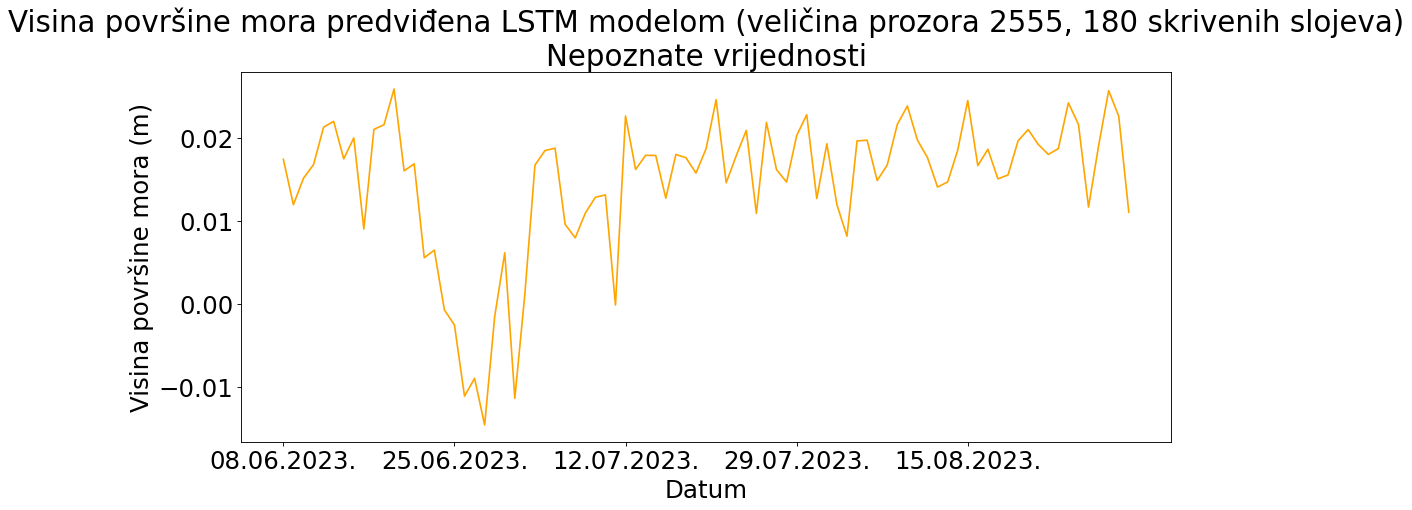 Visina površine mora predviđena LSTM modelom (veličina prozora 2555, 180 skrivenih slojeva)
Nepoznate vrijednosti
Visina površine mora (m)
0.02
0.01
0.00
−0.01
08.06.2023. 25.06.2023. 12.07.2023. 29.07.2023. 15.08.2023.
Datum